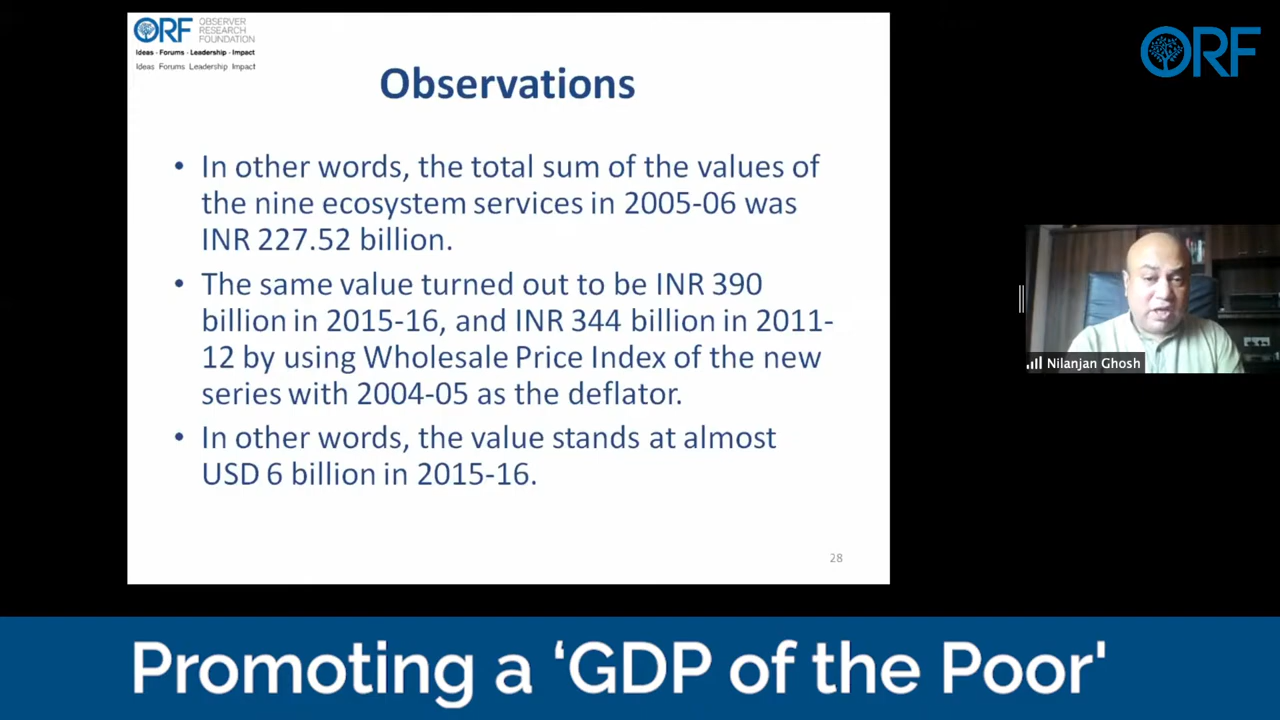 ORF OBSERVER
RESEARCH
FOUNDATION
Ideas · Forums · Leadership · Impact
Ideas Forums Leadership Impact
ORF
Observations
• In other words, the total sum of the values of
the nine ecosystem services in 2005-06 was
INR 227.52 billion.
• The same value turned out to be INR 390
billion in 2015-16, and INR 344 billion in 2011-
12 by using Wholesale Price Index of the new
series with 2004-05 as the deflator.
• In other words, the value stands at almost
USD 6 billion in 2015-16.
28
Nilanjan Ghosh
Promoting a ‘GDP of the Poor'